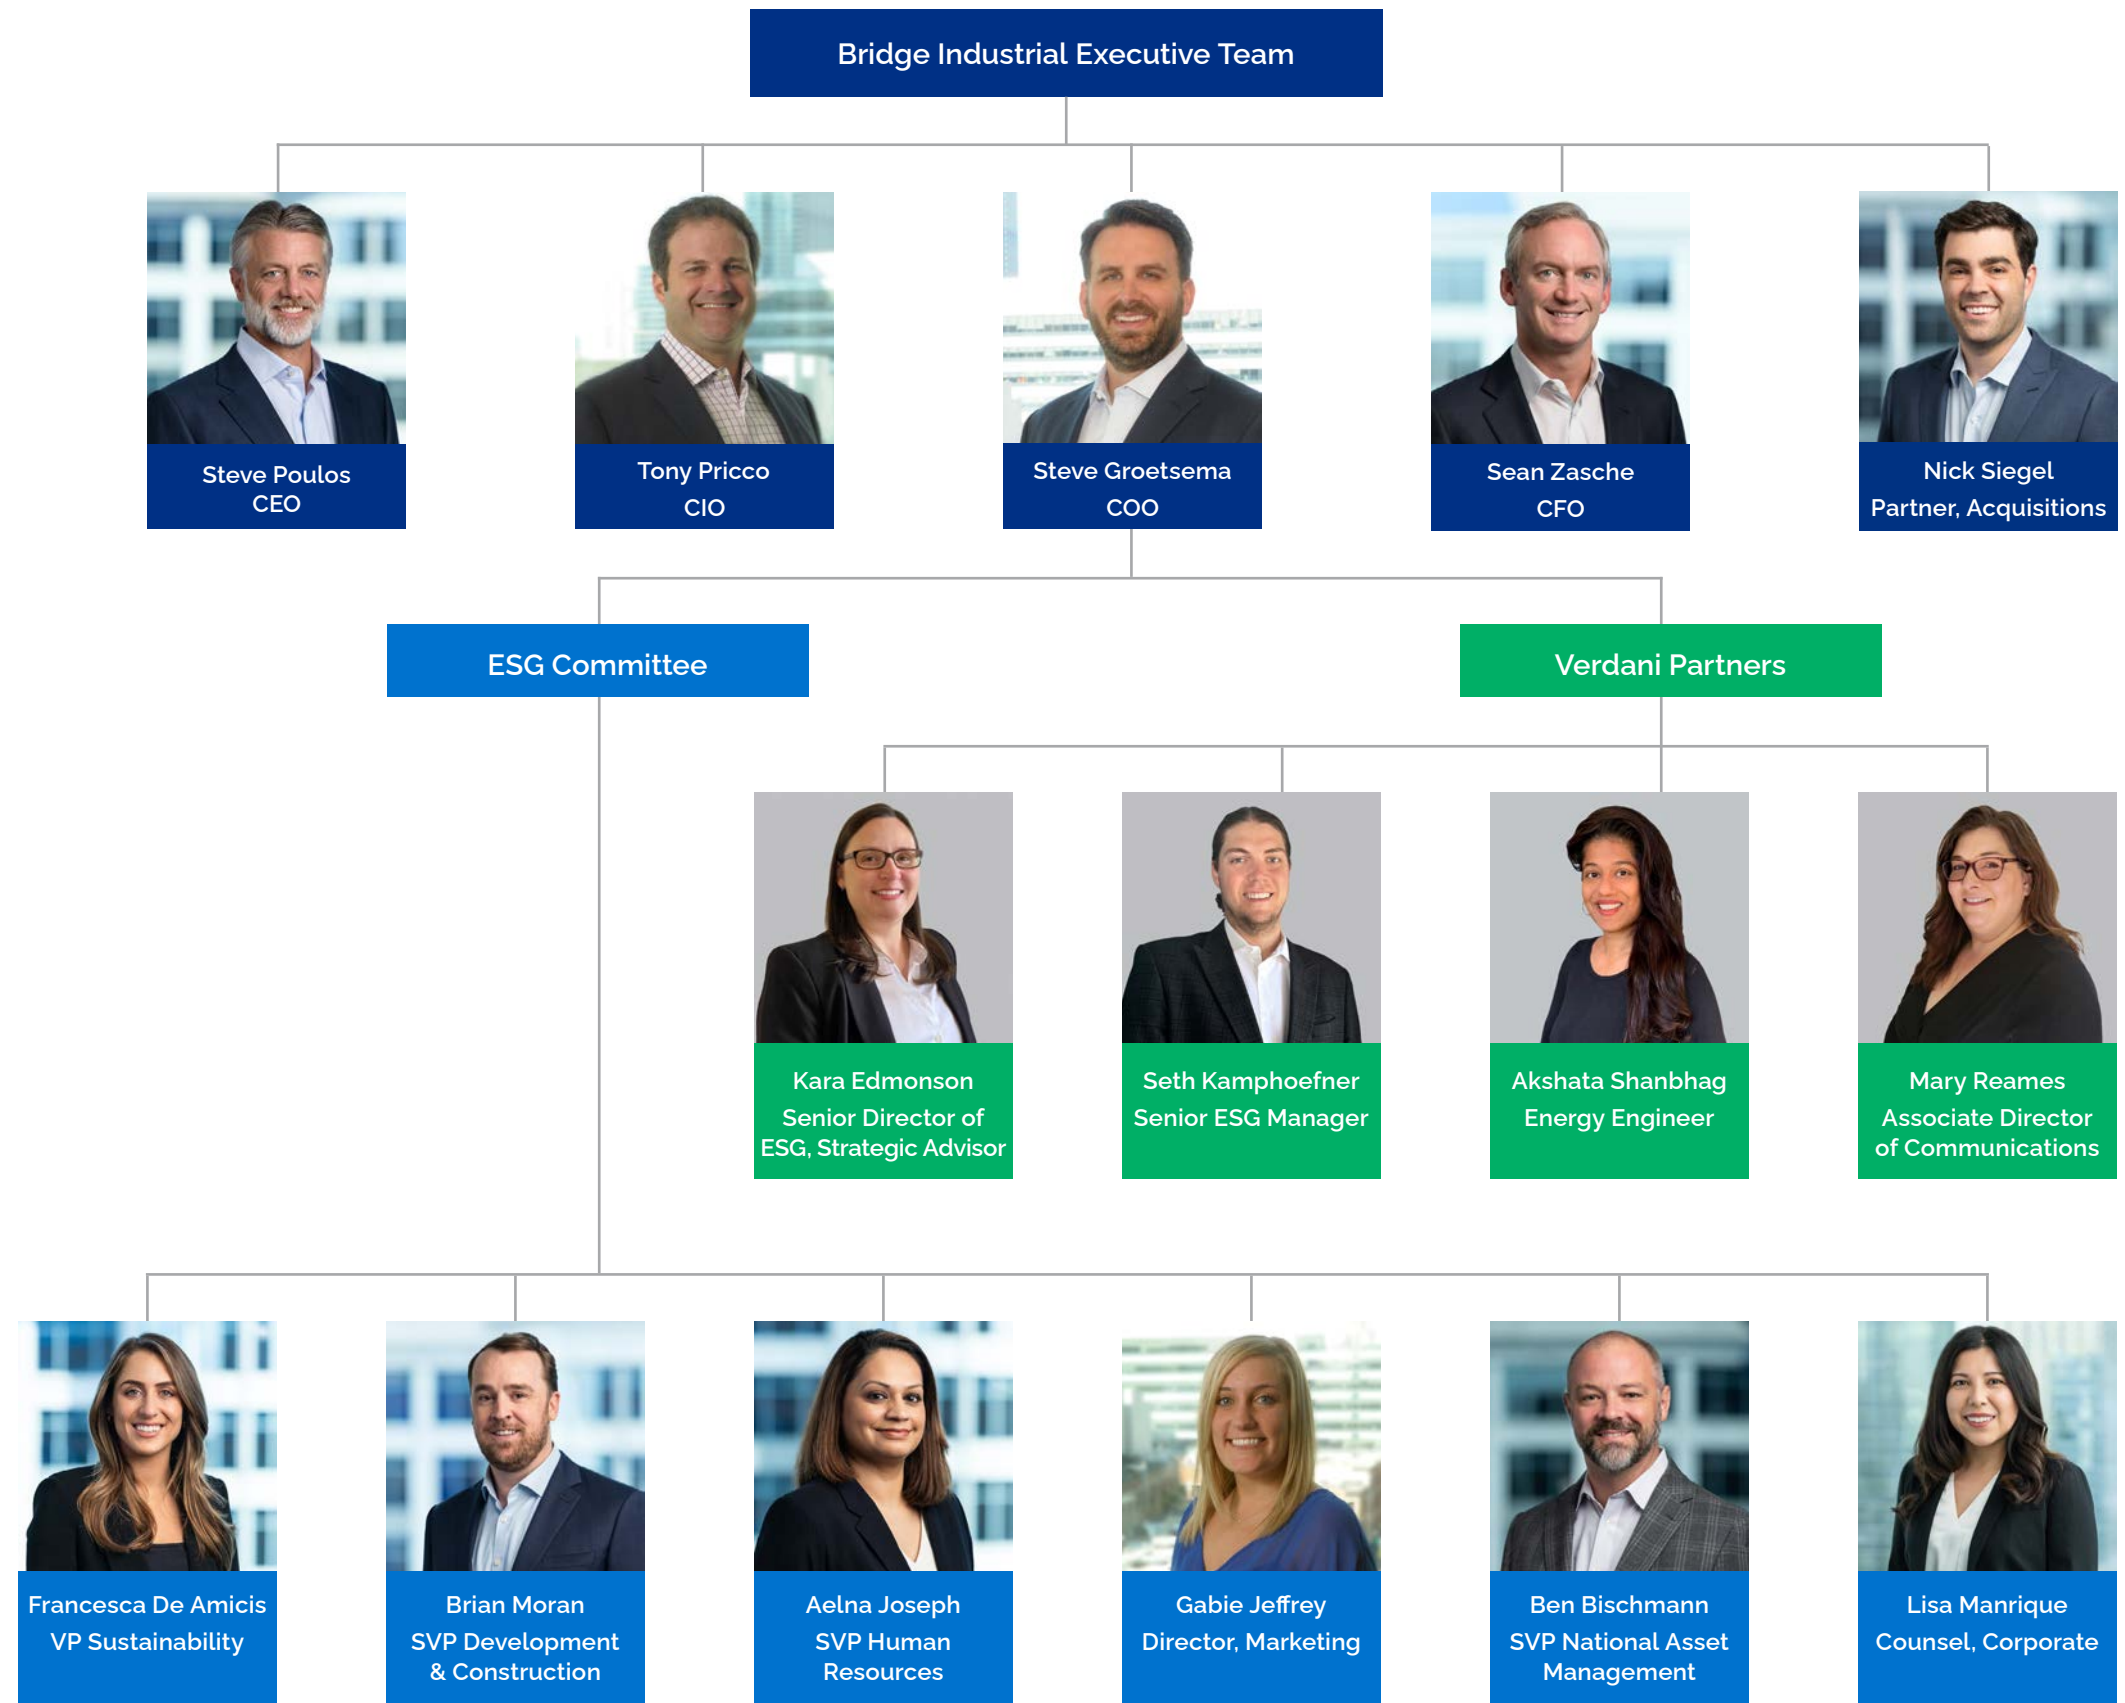 Bridge Industrial Executive Team
Steve Poulos
CEO
Tony Pricco
CIO
Steve Groetsema
COO
Sean Zasche
CFO
Nick Siegel
Partner, Acquisitions
ESG Committee
Verdani Partners
Kara Edmonson
Senior Director of
ESG, Strategic Advisor
Seth Kamphoefner
Senior ESG Manager
Akshata Shanbhag
Energy Engineer
Mary Reames
Associate Director
of Communications
Francesca De Amicis
VP Sustainability
Brian Moran
SVP Development
& Construction
Aelna Joseph
SVP Human
Resources
Gabie Jeffrey
Director, Marketing
Ben Bischmann
SVP National Asset
Management
Lisa Manrique
Counsel, Corporate